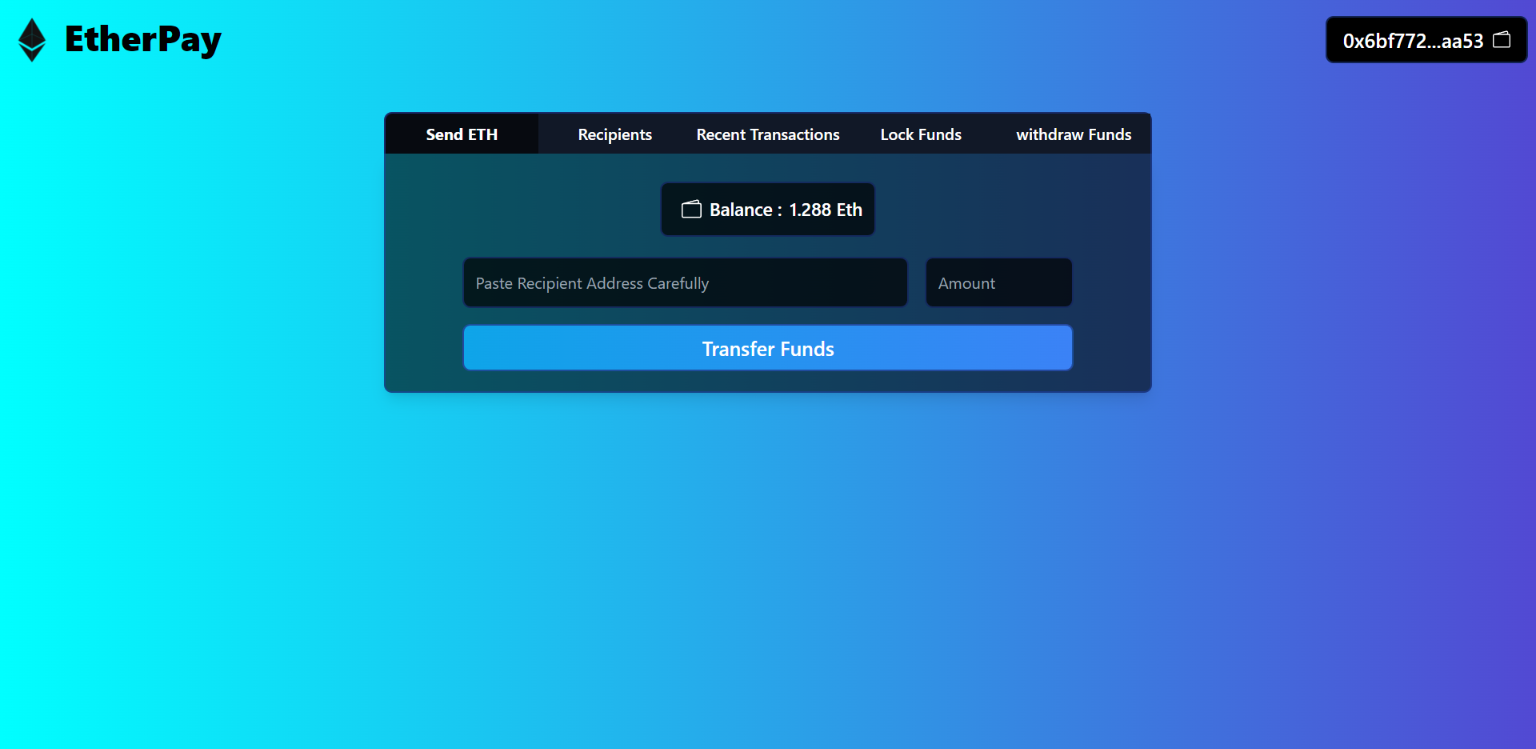 EtherPay
0x6bf772...aa53
Send ETH
Recipients
Recent Transactions
Lock Funds
withdraw Funds
Balance : 1.288 Eth
Paste Recipient Address Carefully
Amount
Transfer Funds